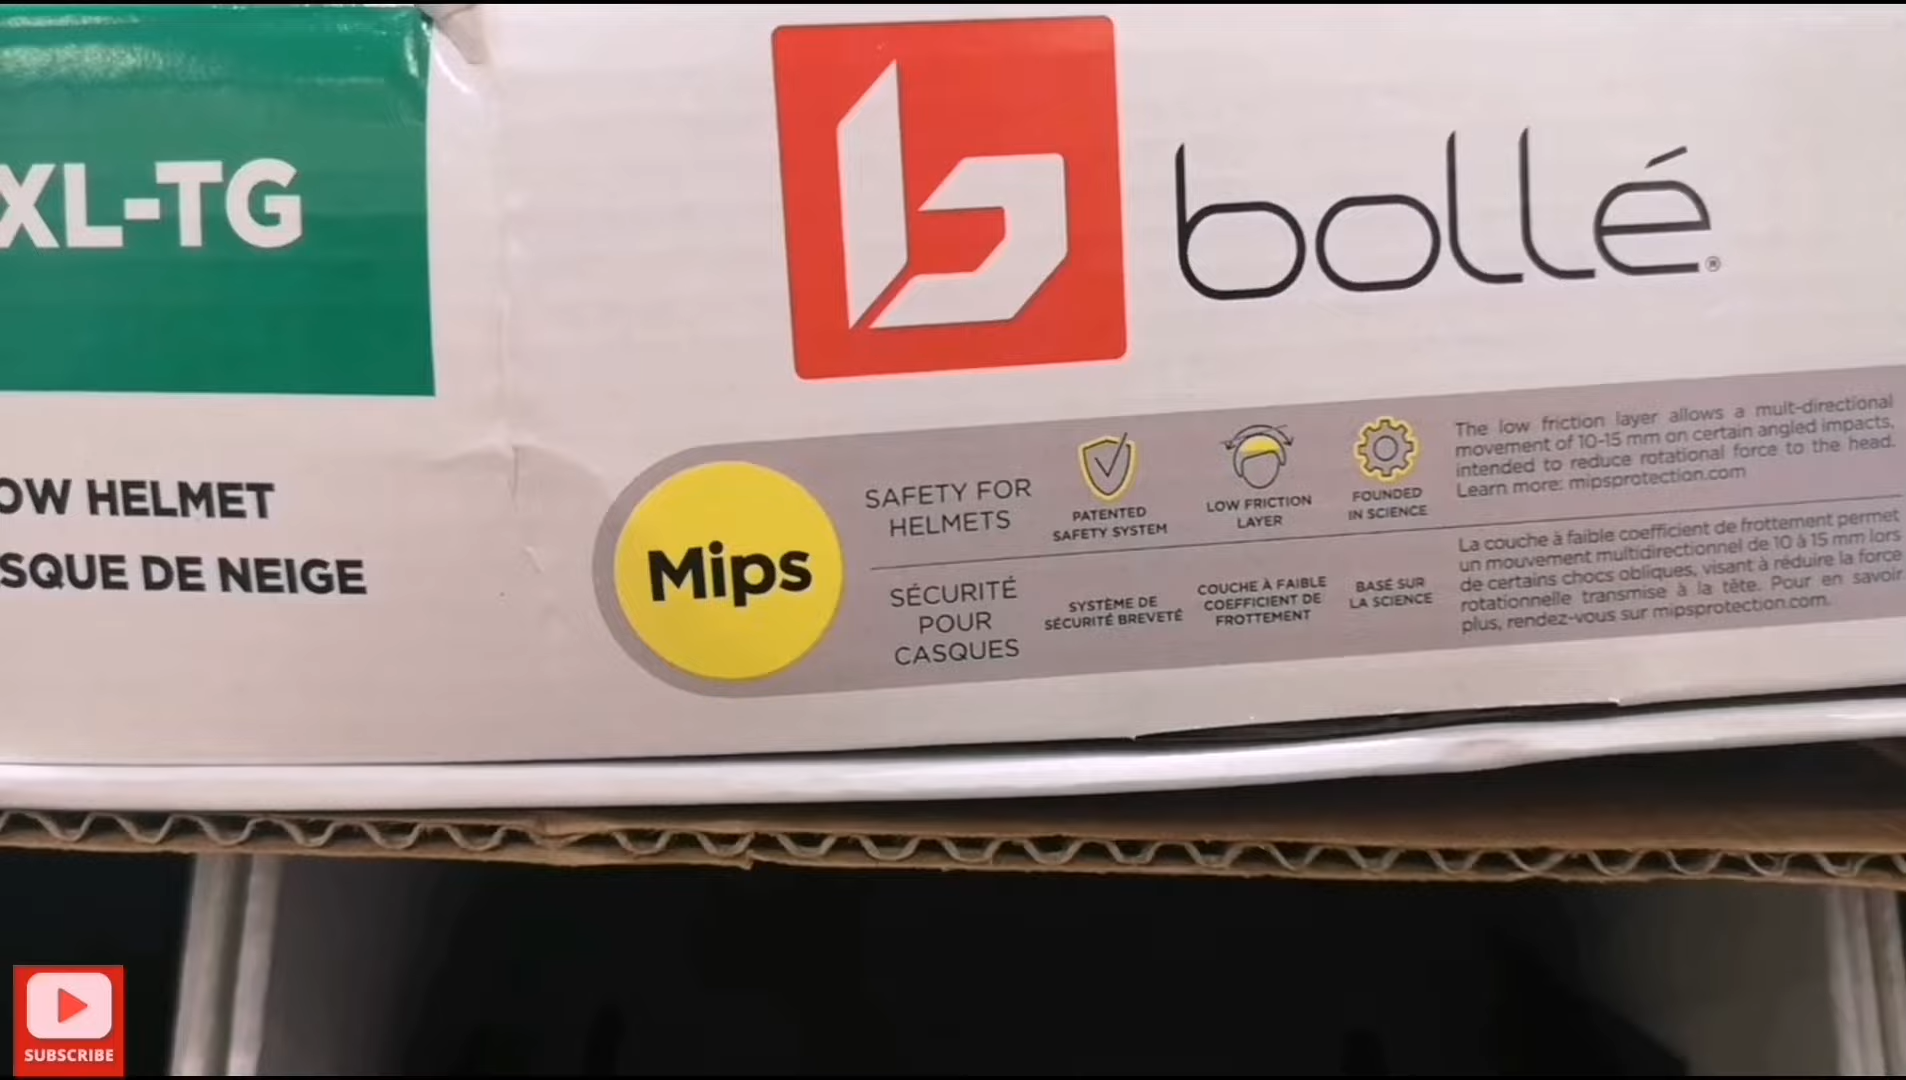 XL-TG
OW HELMET
SQUE DE NEIGE
bollé®
Mips
SAFETY FOR
HELMETS
PATENTED
SAFETY SYSTEM
LOW FRICTION
LAYER
FOUNDED
IN SCIENCE
The low friction layer allows a mult-directional
movement of 10-15 mm on certain angled impacts,
intended to reduce rotational force to the head.
Learn more: mipsprotection.com
SÉCURITÉ
POUR
CASQUES
SYSTÈME DE
SÉCURITÉ BREVETÉ
COUCHE À FAIBLE
COEFFICIENT DE
FROTTEMENT
BASÉ SUR
LA SCIENCE
La couche à faible coefficient de frottement permet
un mouvement multidirectionnel de 10 à 15 mm lors
de certains chocs obliques, visant à réduire la force
rotationnelle transmise à la tête. Pour en savoir
plus, rendez-vous sur mipsprotection.com.
SUBSCRIBE